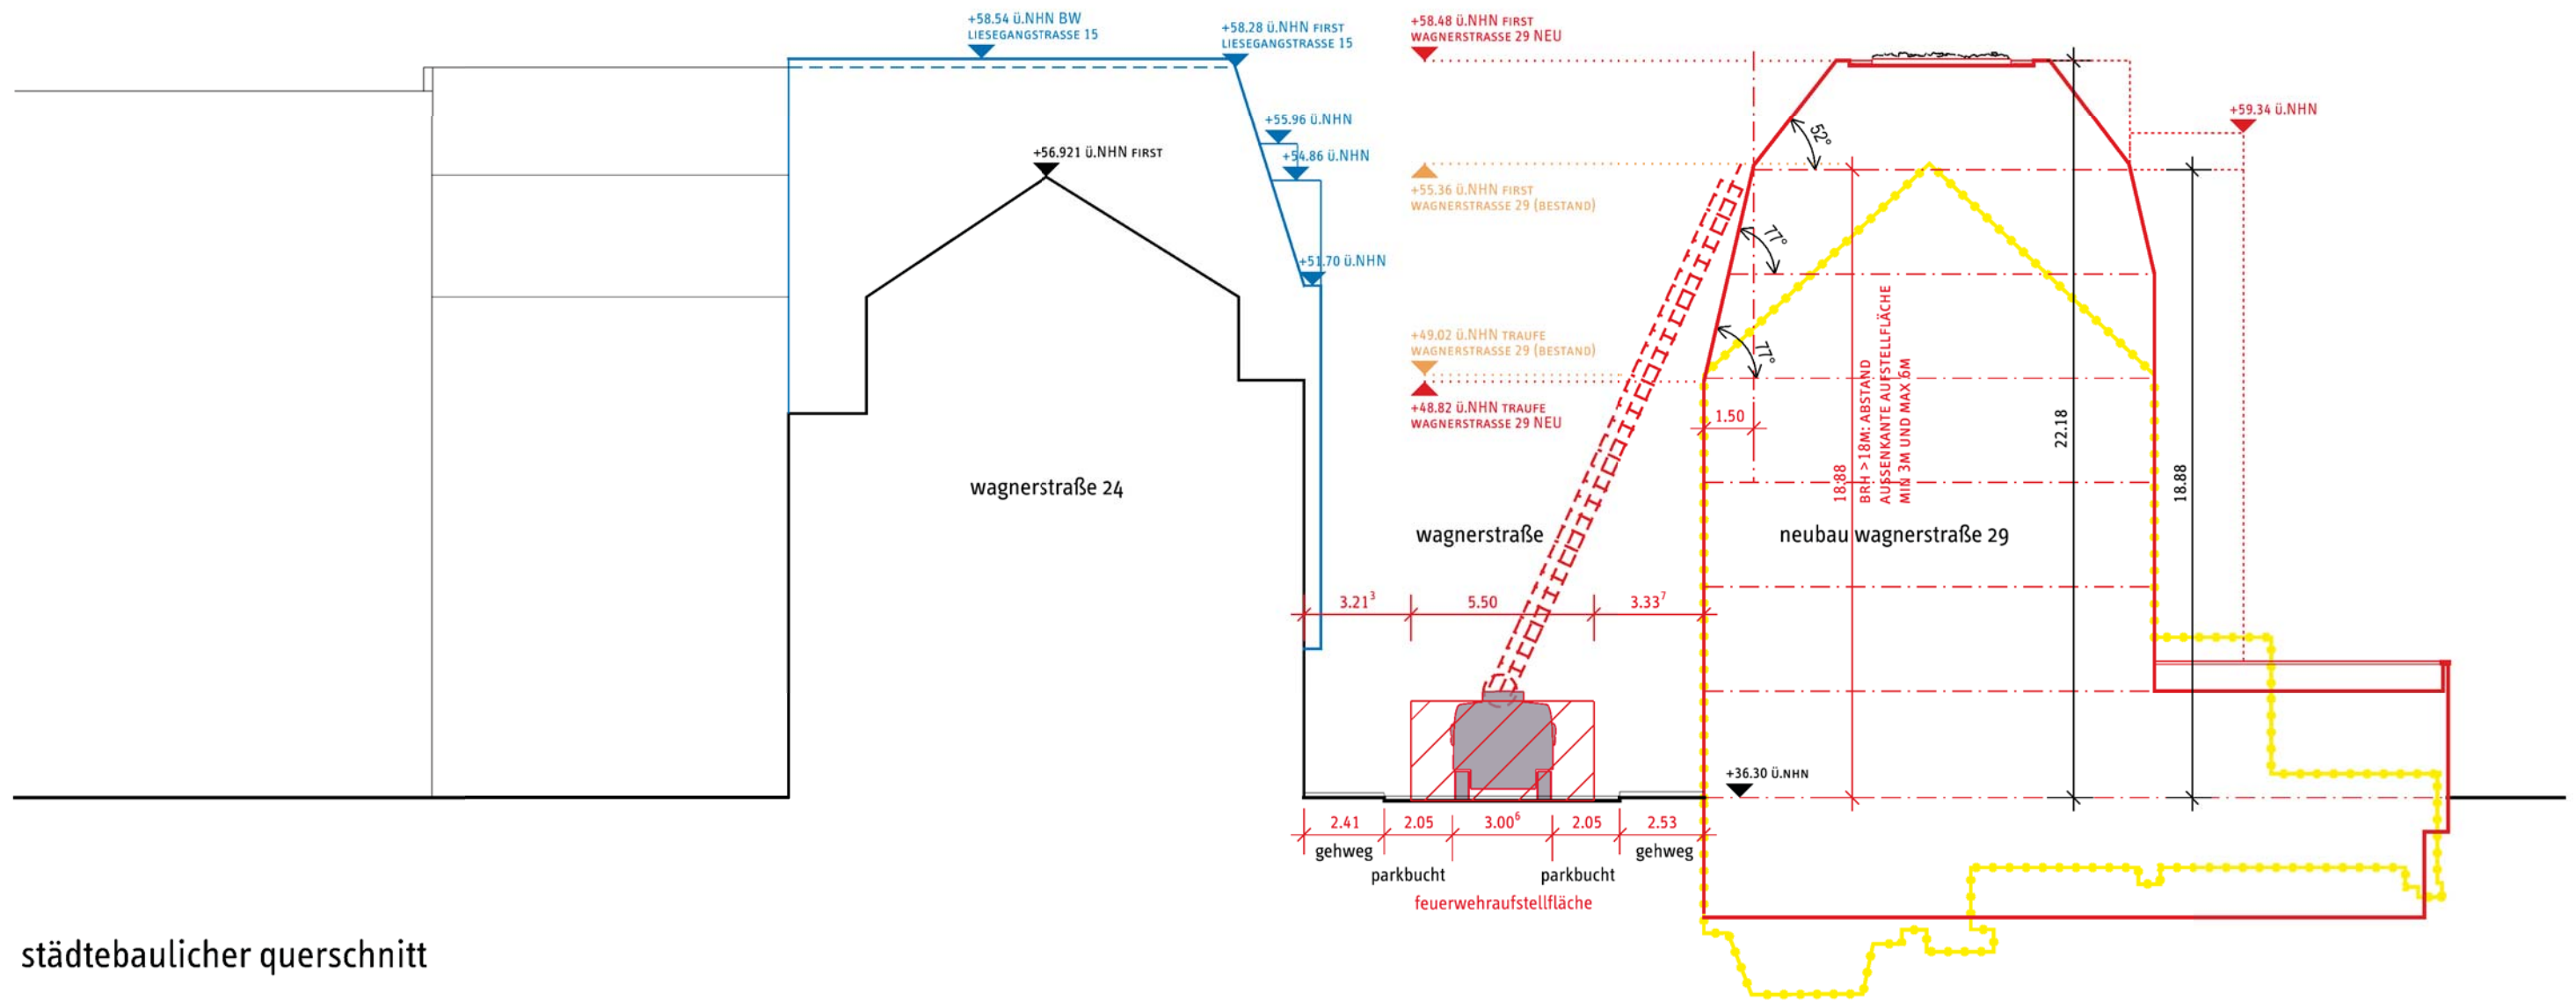 +58.54 Ü.NHN BW
LIESEGANGSTRASSE 15
+58.28 Ü.NHN FIRST
LIESEGANGSTRASSE 15
+58.48 Ü.NHN FIRST
WAGNERSTRASSE 29 NEU
+59.34 Ü.NHN
+55.96 Ü.NHN
+54.86 Ü.NHN
+56.921 Ü.NHN FIRST
52°
+55.36 Ü.NHN FIRST
WAGNERSTRASSE 29 (BESTAND)
77°
+51.70 Ü.NHN
+49.02 Ü.NHN TRAUFE
WAGNERSTRASSE 29 (BESTAND)
77°
+48.82 Ü.NHN TRAUFE
WAGNERSTRASSE 29 NEU
1.50
18.88
BRH >18M: ABSTAND
AUSSENKANTE AUFSTELLFLÄCHE
MIN 3M UND MAX 6M
22.18
18.88
wagnerstraße 24
wagnerstraße
neubau wagnerstraße 29
3.21³
5.50
3.33⁷
+36.30 Ü.NHN
2.41
2.05
3.00⁶
2.05
2.53
gehweg
gehweg
parkbucht
parkbucht
feuerwehraufstellfläche
städtebaulicher querschnitt